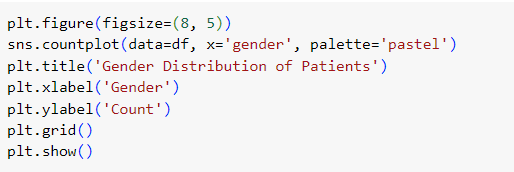 plt.figure(figsize=(8, 5))
sns.countplot(data=df, x='gender', palette='pastel')
plt.title('Gender Distribution of Patients')
plt.xlabel('Gender')
plt.ylabel('Count')
plt.grid()
plt.show()